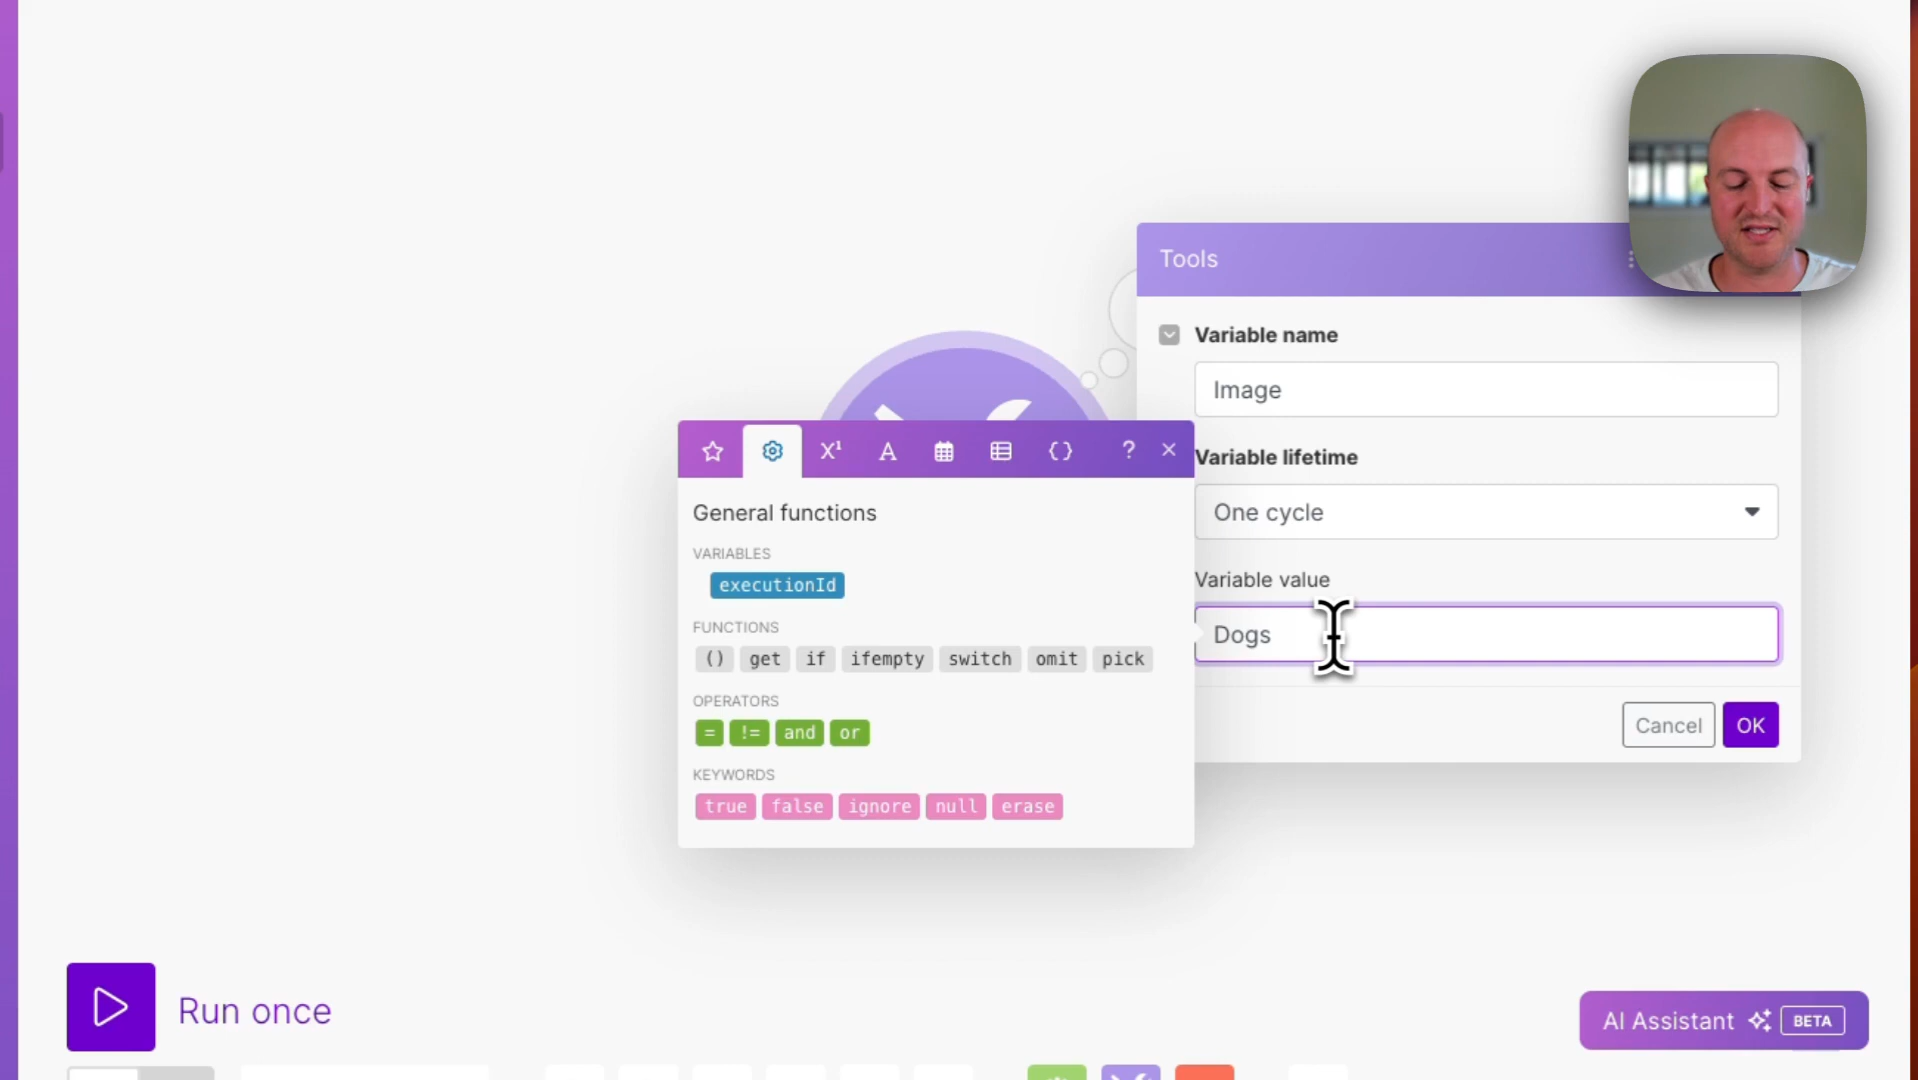 Tools
Variable name
Image
X¹ A ? ×
Variable lifetime
General functions
One cycle
VARIABLES
executionId
Variable value
FUNCTIONS
Dogs
() get if ifempty switch omit pick
OPERATORS
= != and or
Cancel OK
KEYWORDS
true false ignore null erase
Run once
AI Assistant BETA